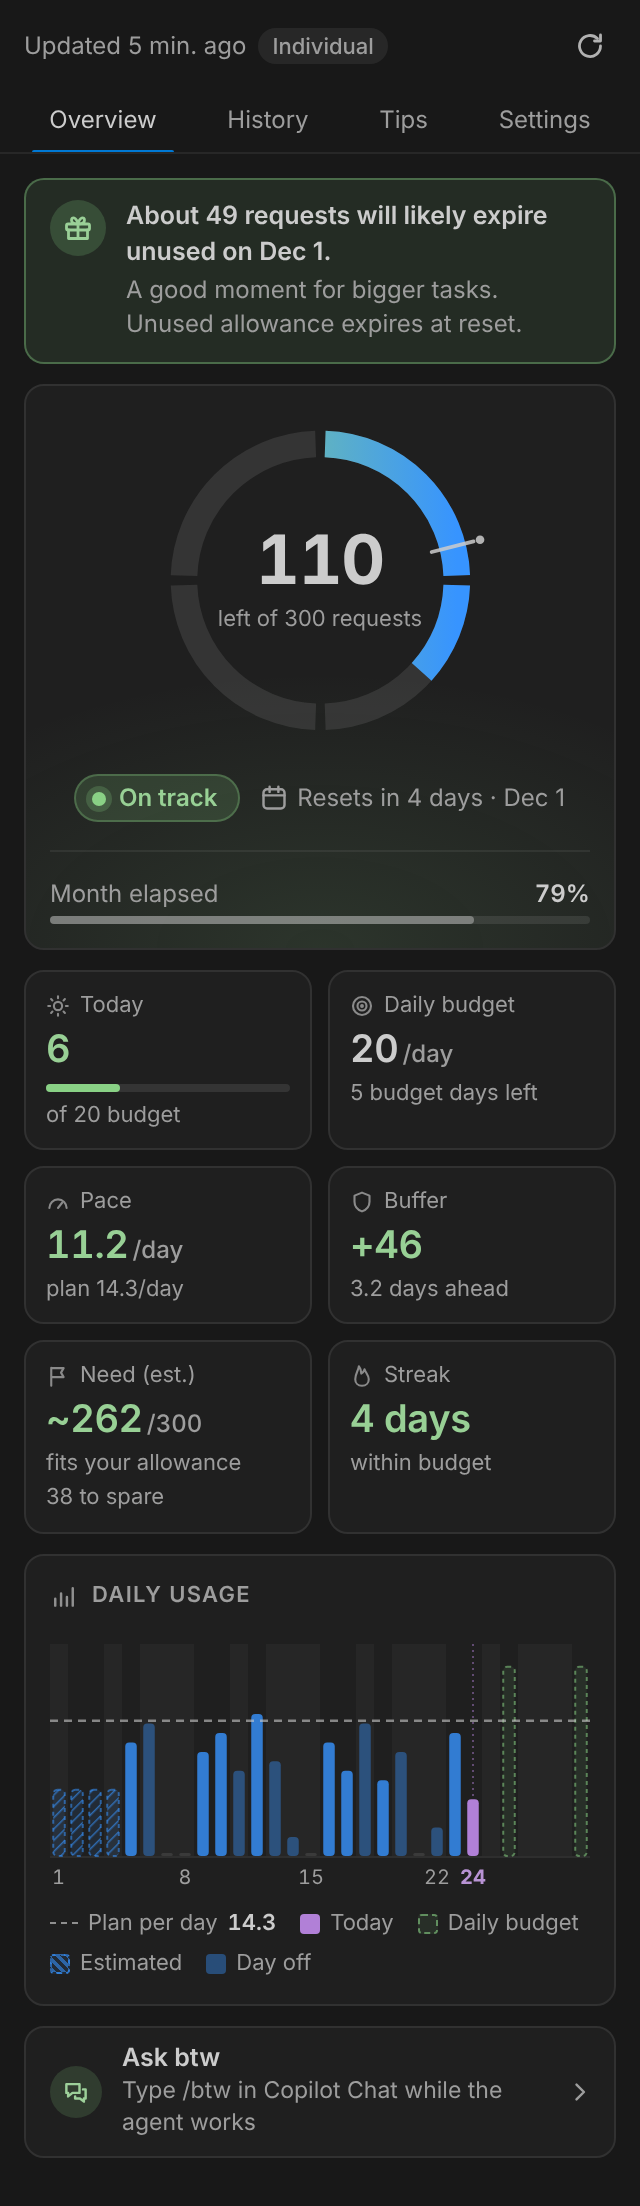 Updated 5 min. ago Individual
Overview History Tips Settings
About 49 requests will likely expire
unused on Dec 1.
A good moment for bigger tasks.
Unused allowance expires at reset.
110
left of 300 requests
On track Resets in 4 days · Dec 1
Month elapsed 79%
Today
6
of 20 budget
Daily budget
20 /day
5 budget days left
Pace
11.2 /day
plan 14.3/day
Buffer
+46
3.2 days ahead
Need (est.)
~262 /300
fits your allowance
38 to spare
Streak
4 days
within budget
DAILY USAGE
1 8 15 22 24
Plan per day 14.3 Today Daily budget
Estimated Day off
Ask btw
Type /btw in Copilot Chat while the
agent works